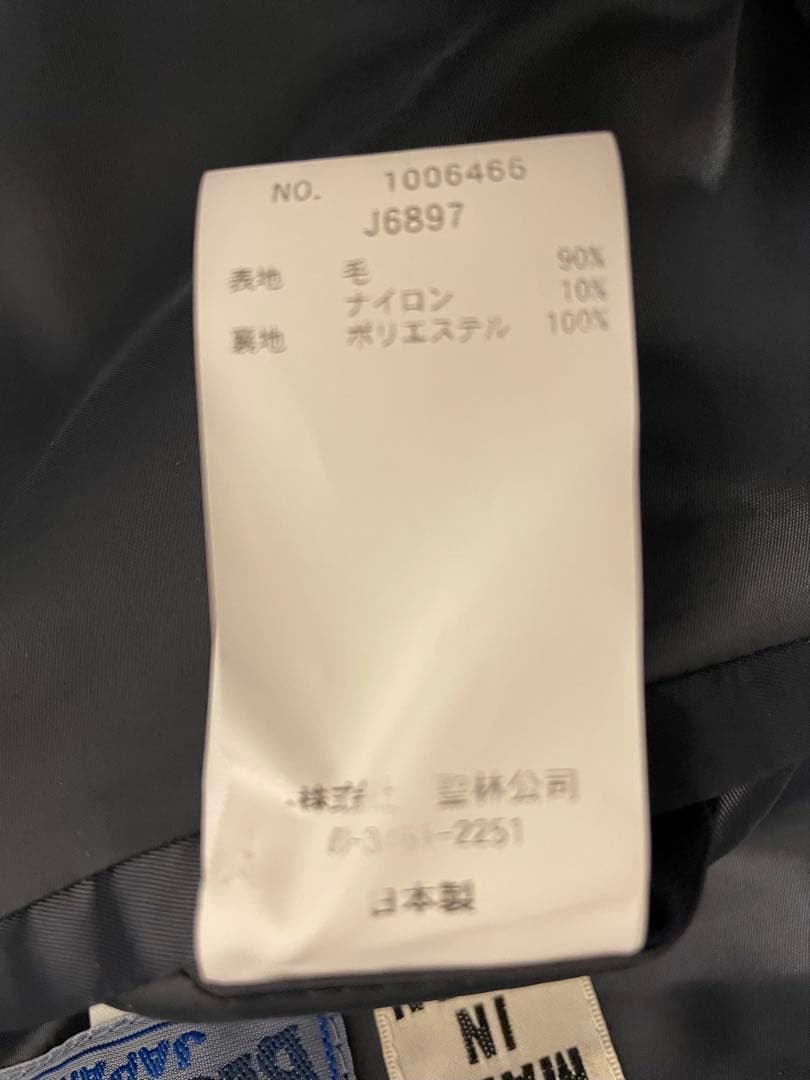 NO. 1006466
J6897
表地 毛 90%
ナイロン 10%
裏地 ポリエステル 100%
株式会社 聖林公司
日本製
IN